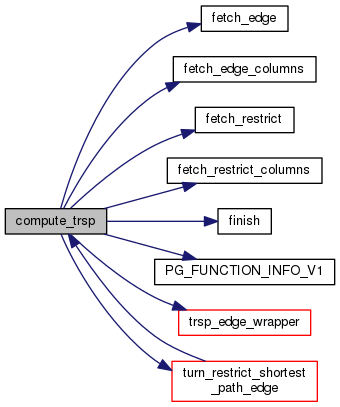 fetch_edge
fetch_edge_columns
fetch_restrict
fetch_restrict_columns
compute_trsp
finish
PG_FUNCTION_INFO_V1
trsp_edge_wrapper
turn_restrict_shortest
_path_edge